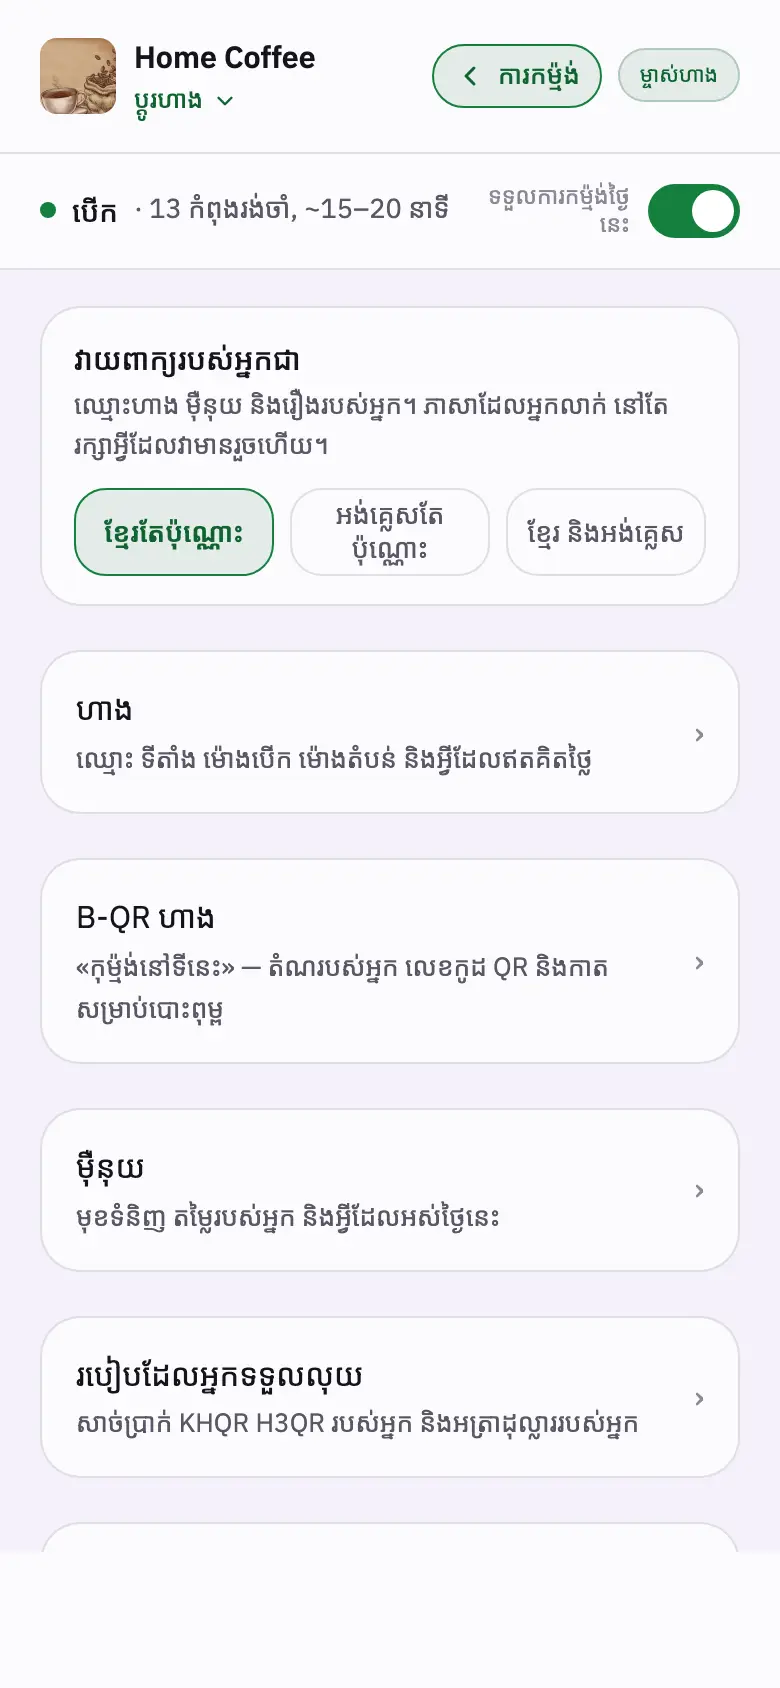 Home Coffee
ប្ដូរហាង
ការកម្ម៉ង់
ម្ចាស់ហាង
បើក · 13 កំពុងរង់ចាំ, ~15–20 នាទី
ទទួលការកម្ម៉ង់ថ្ងៃ
នេះ
វាយពាក្យរបស់អ្នកជា
ឈ្មោះហាង ម៉ឺនុយ និងរឿងរបស់អ្នក។ ភាសាដែលអ្នកលាក់ នៅតែ
រក្សាអ្វីដែលវាមានរួចហើយ។
ខ្មែរតែប៉ុណ្ណោះ
អង់គ្លេសតែ
ប៉ុណ្ណោះ
ខ្មែរ និងអង់គ្លេស
ហាង
ឈ្មោះ ទីតាំង ម៉ោងបើក ម៉ោងតំបន់ និងអ្វីដែលឥតគិតថ្លៃ
B-QR ហាង
«កុម្ម៉ង់នៅទីនេះ» — តំណរបស់អ្នក លេខកូដ QR និងកាត
សម្រាប់បោះពុម្ព
ម៉ឺនុយ
មុខទំនិញ តម្លៃរបស់អ្នក និងអ្វីដែលអស់ថ្ងៃនេះ
របៀបដែលអ្នកទទួលលុយ
សាច់ប្រាក់ KHQR H3QR របស់អ្នក និងអត្រាដុល្លាររបស់អ្នក